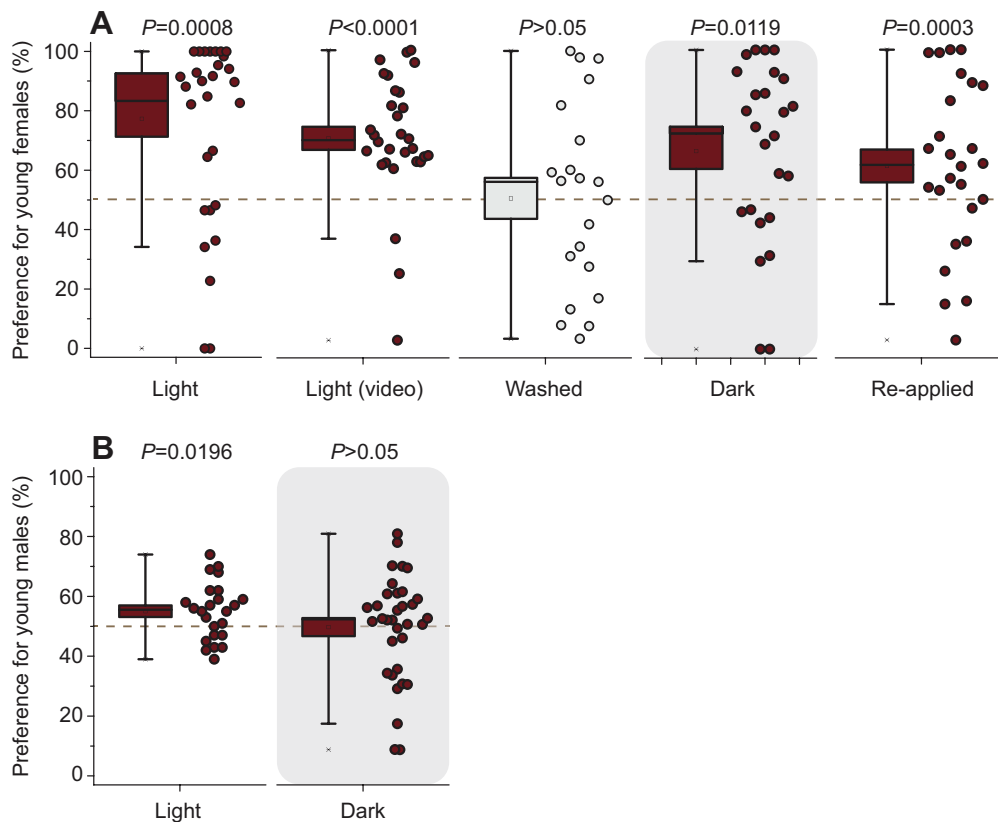 A
P=0.0008 P<0.0001 P>0.05 P=0.0119 P=0.0003
Preference for young females (%)
100
80
60
40
20
0
Light Light (video) Washed Dark Re-applied
B
P=0.0196 P>0.05
Preference for young males (%)
100
80
60
40
20
0
Light Dark